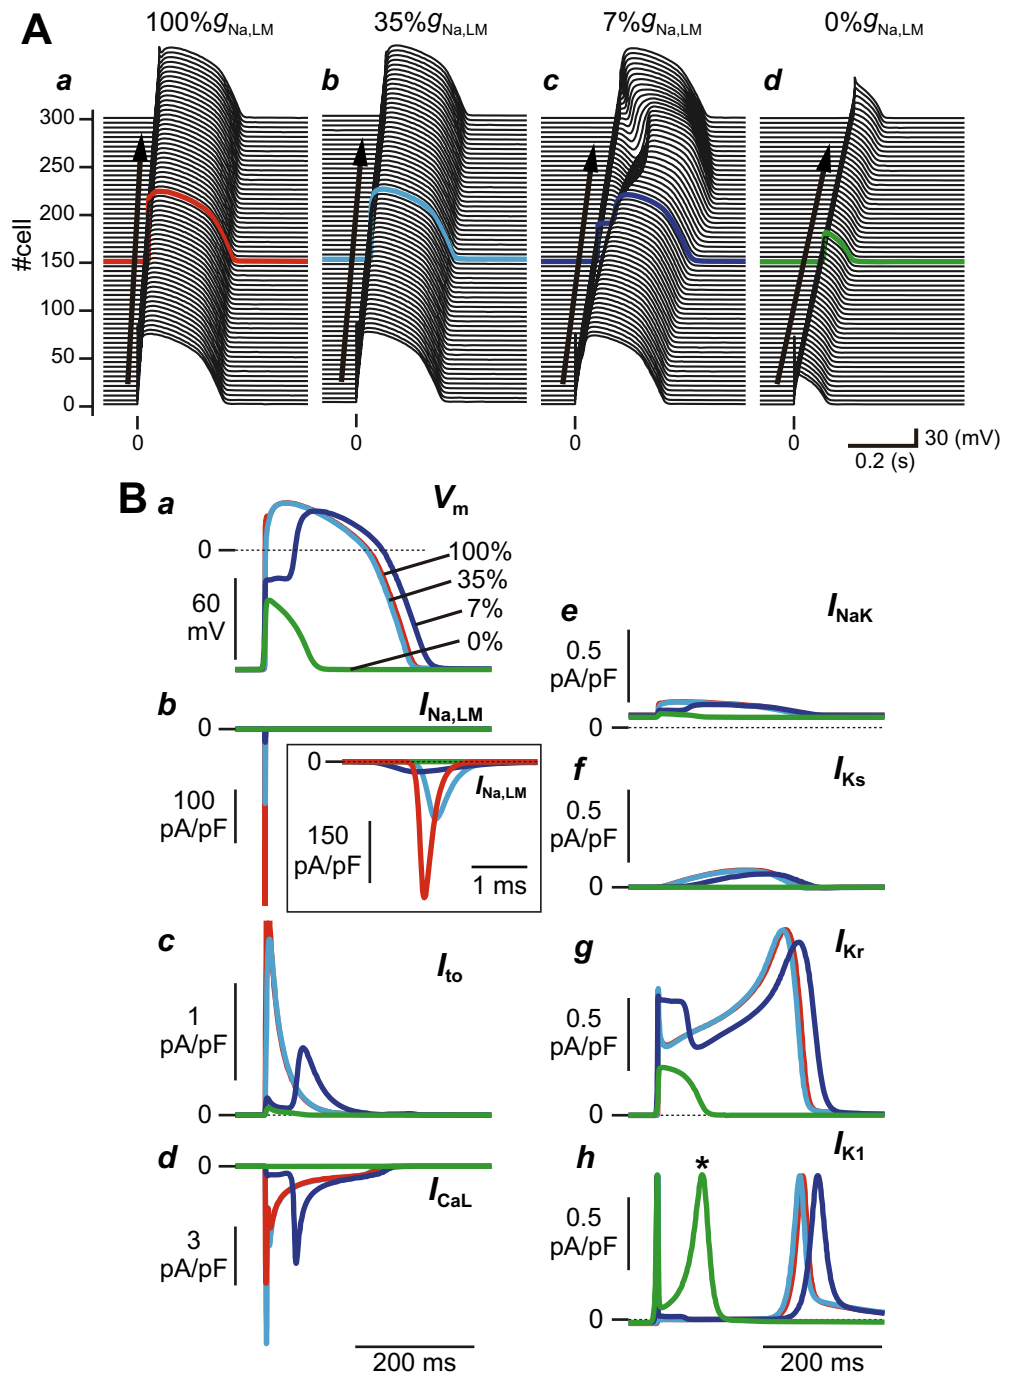 A
100%gNa,LM 35%gNa,LM 7%gNa,LM 0%gNa,LM
a b c d
#cell
300
250
200
150
100
50
0
0 0 0 0
30 (mV)
0.2 (s)
B
a
Vm
0
60
mV
100%
35%
7%
0%
b
INa,LM
0
100
pA/pF
0
INa,LM
150
pA/pF
1 ms
c
Ito
1
pA/pF
0
d
0
ICaL
3
pA/pF
200 ms
e
INaK
0.5
pA/pF
0
f
IKs
0.5
pA/pF
0
g
IKr
0.5
pA/pF
0
h
*
IK1
0.5
pA/pF
0
200 ms